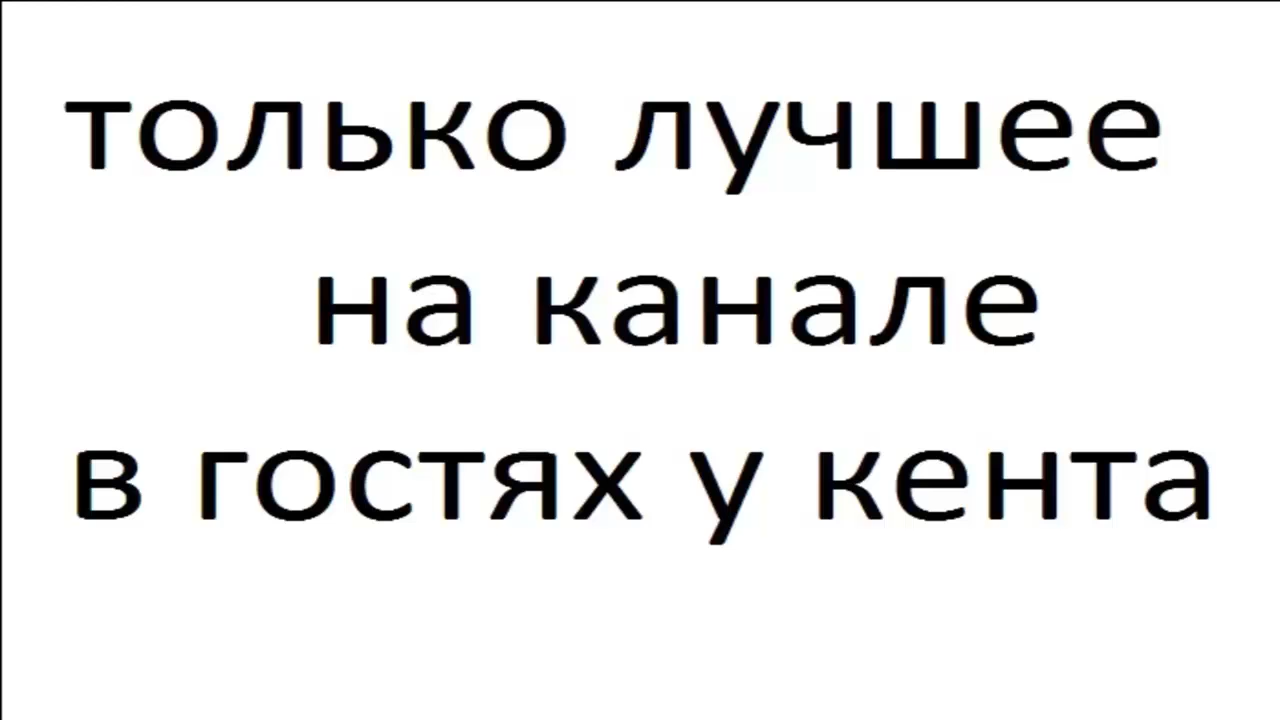 только лучшее
на канале
в гостях у кента